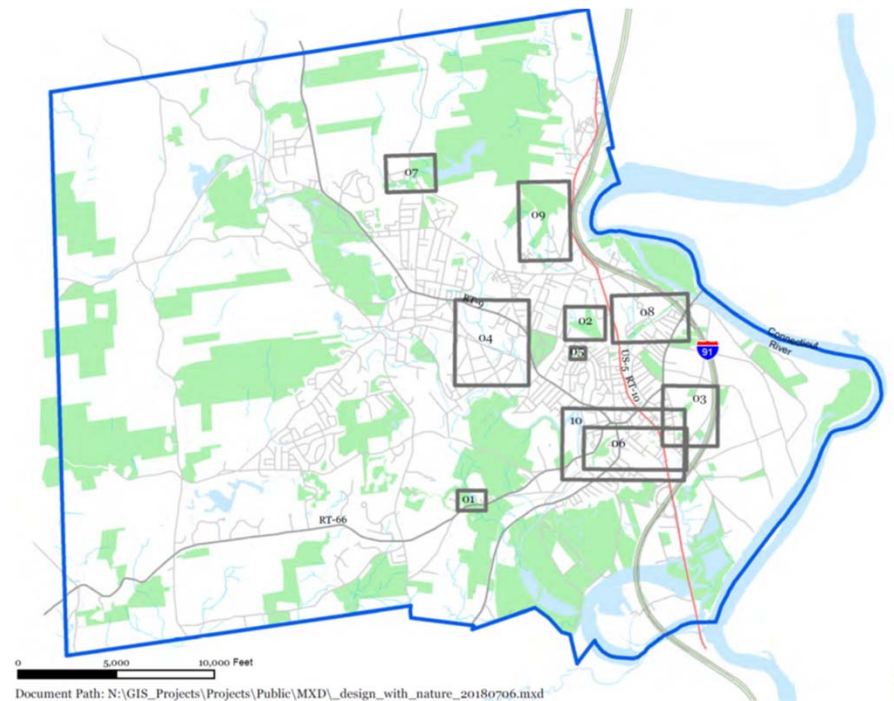 07
09
RT-9
02
08
04
05
US-5 RT-10
91
Connecticut
River
03
10
06
01
RT-66
0 5,000 10,000 Feet
Document Path: N:\GIS_Projects\Projects\Public\MXD\_design_with_nature_20180706.mxd